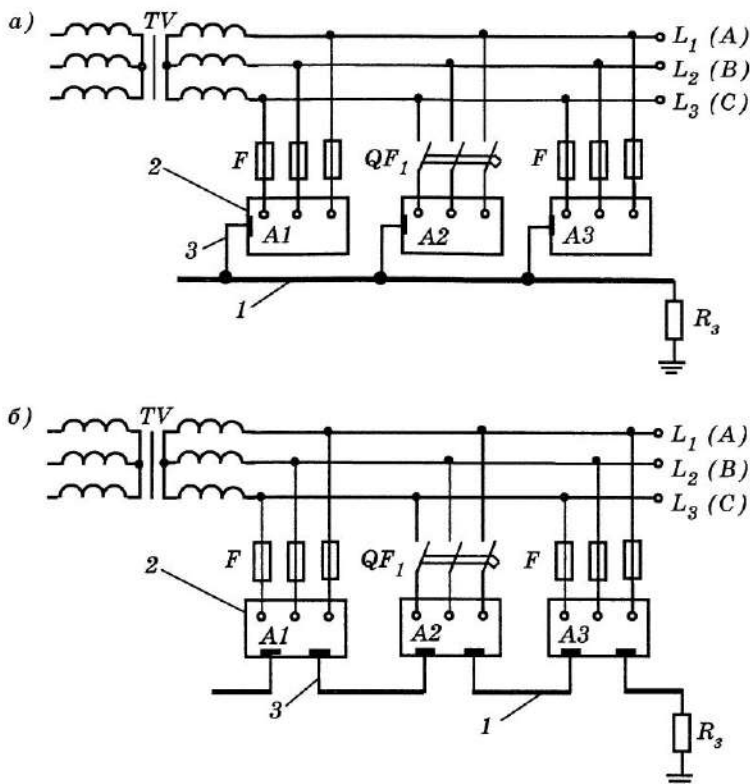 а) TV
L₁ (A)
L₂ (B)
L₃ (C)
F QF₁ F
2
A1 A2 A3
3
1
Rз
б) TV
L₁ (A)
L₂ (B)
L₃ (C)
F QF₁ F
2
A1 A2 A3
3 1
Rз